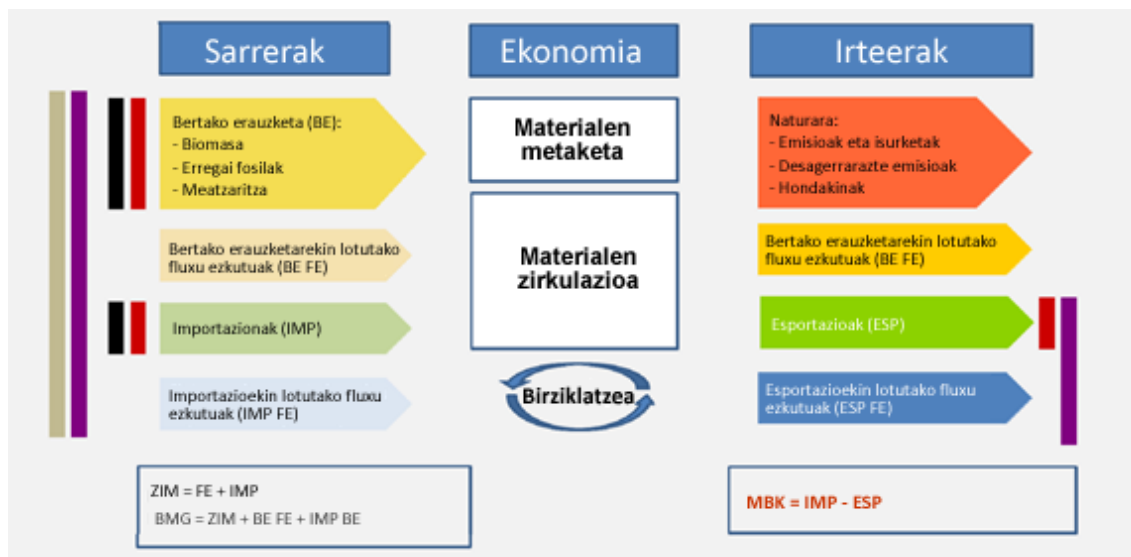 Sarrerak
Ekonomia
Irteerak
Bertako erauzketa (BE):
- Biomasa
- Erregai fosilak
- Meatzaritza
Materialen
metaketa
Naturara:
- Emisioak eta isurketak
- Desagerrarazte emisioak
- Hondakinak
Bertako erauzketarekin lotutako
fluxu ezkutuak (BE FE)
Materialen
zirkulazioa
Bertako erauzketarekin lotutako
fluxu ezkutuak (BE FE)
Importazionak (IMP)
Esportazioak (ESP)
Importazioekin lotutako fluxu
ezkutuak (IMP FE)
Birziklatzea
Esportazioekin lotutako fluxu
ezkutuak (ESP FE)
ZIM = FE + IMP
BMG = ZIM + BE FE + IMP BE
MBK = IMP - ESP